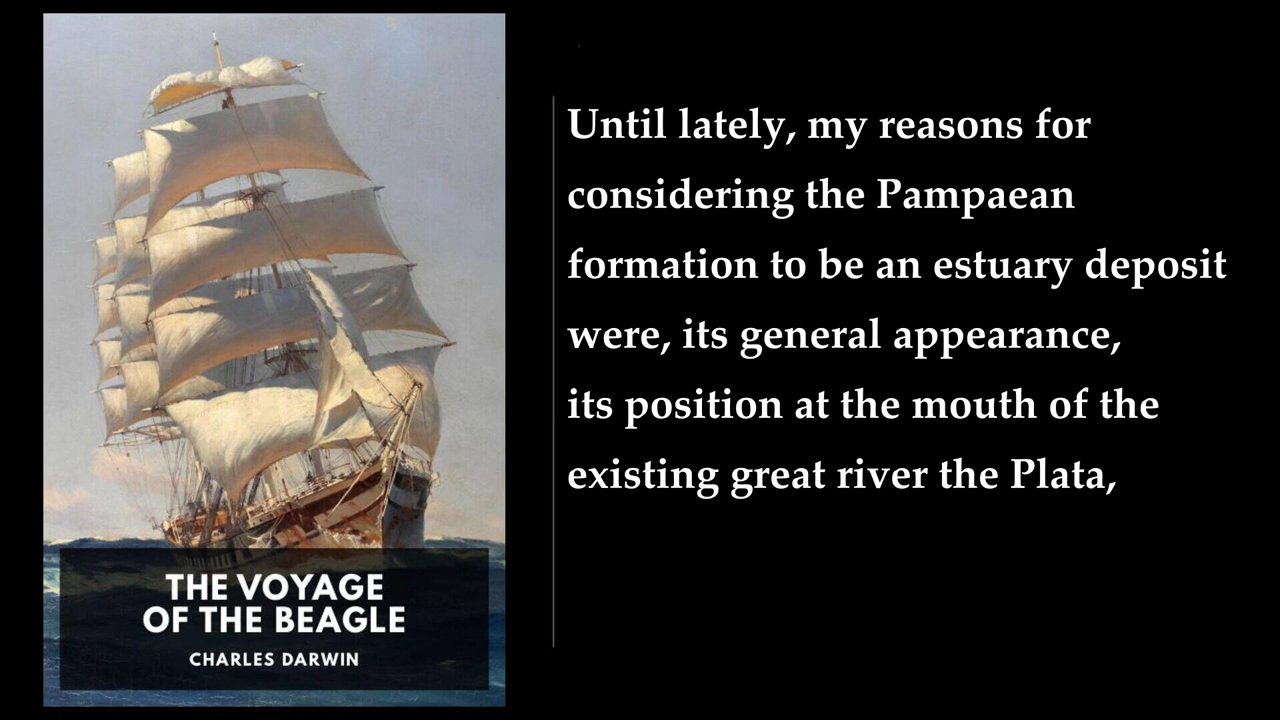 THE VOYAGE
OF THE BEAGLE
CHARLES DARWIN
Until lately, my reasons for
considering the Pampaean
formation to be an estuary deposit
were, its general appearance,
its position at the mouth of the
existing great river the Plata,